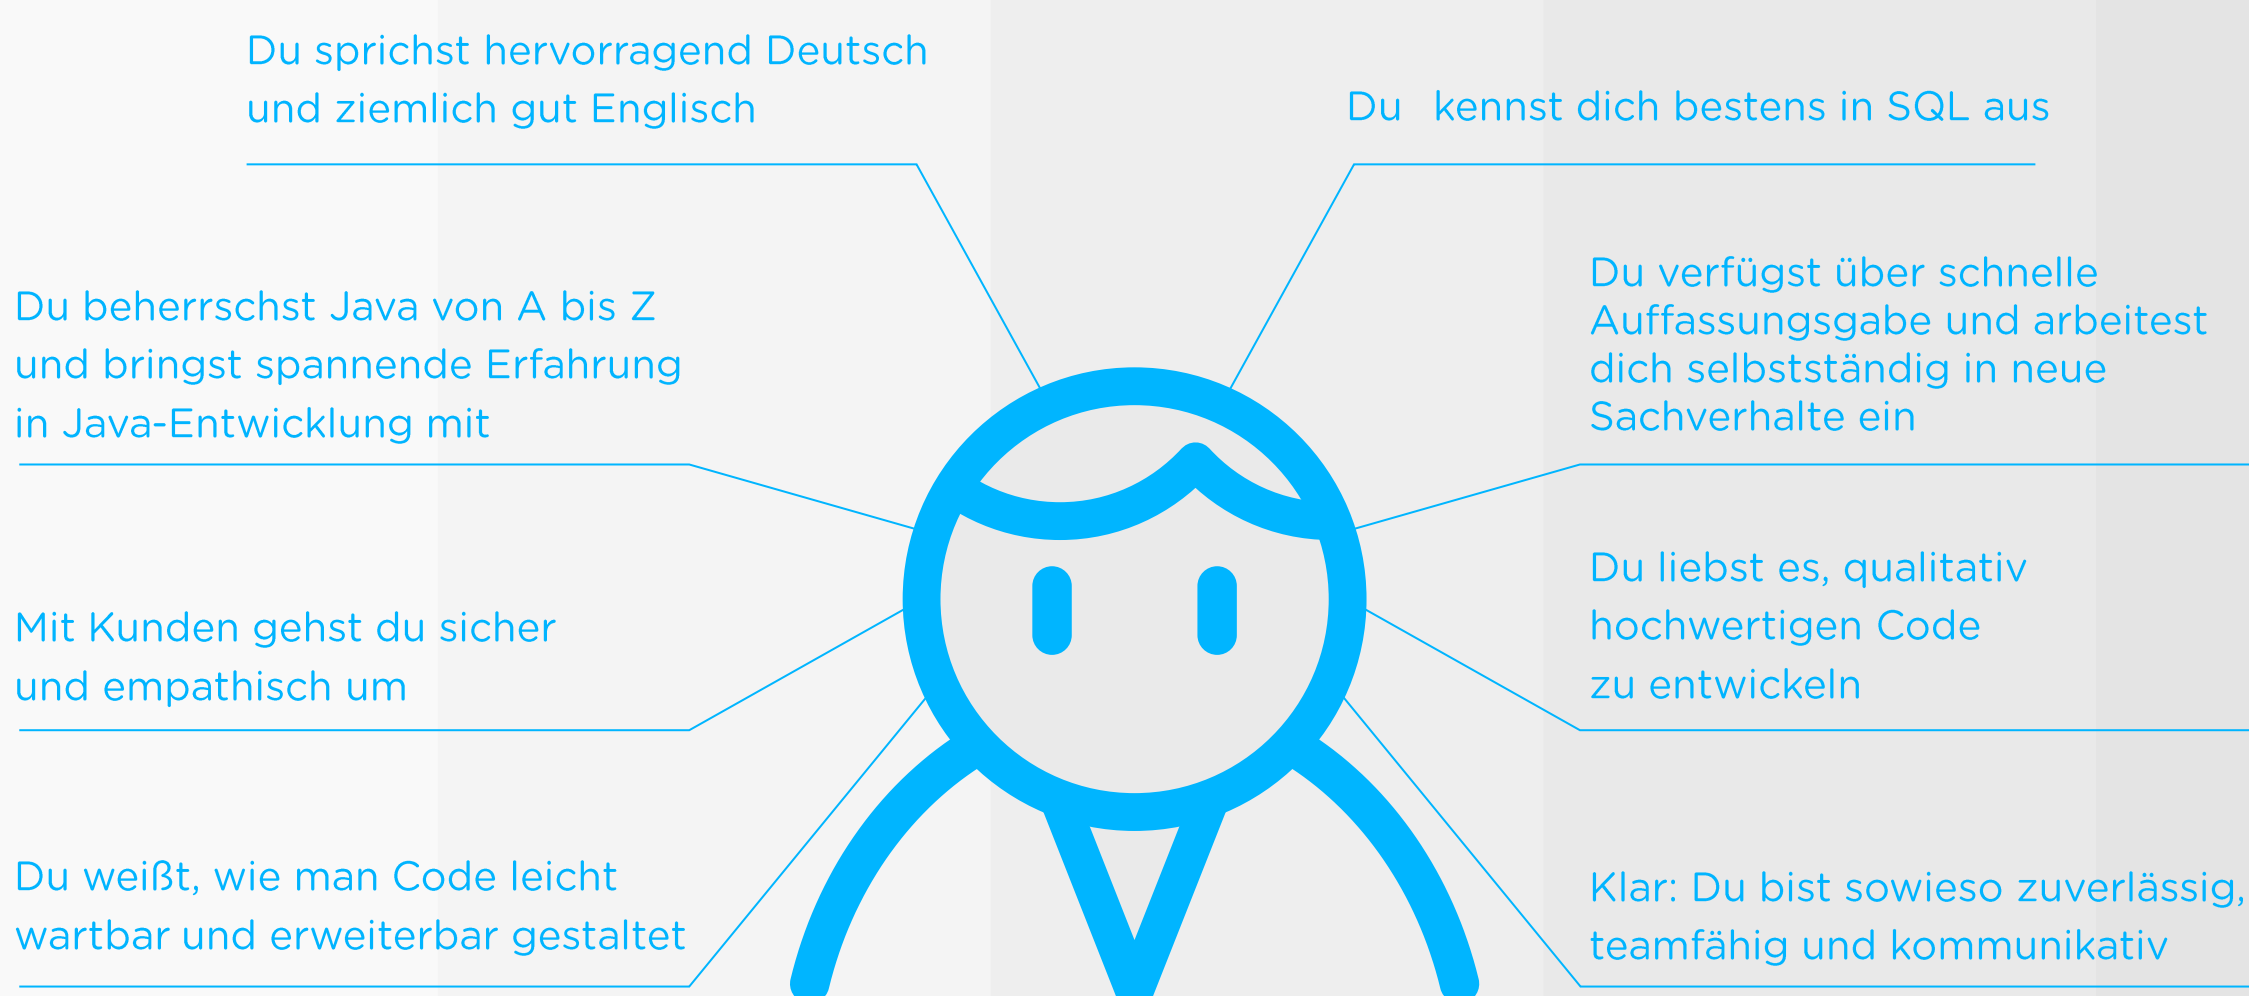 Du sprichst hervorragend Deutsch
und ziemlich gut Englisch
Du beherrschst Java von A bis Z
und bringst spannende Erfahrung
in Java-Entwicklung mit
Mit Kunden gehst du sicher
und empathisch um
Du weißt, wie man Code leicht
wartbar und erweiterbar gestaltet
Du kennst dich bestens in SQL aus
Du verfügst über schnelle
Auffassungsgabe und arbeitest
dich selbstständig in neue
Sachverhalte ein
Du liebst es, qualitativ
hochwertigen Code
zu entwickeln
Klar: Du bist sowieso zuverlässig,
teamfähig und kommunikativ